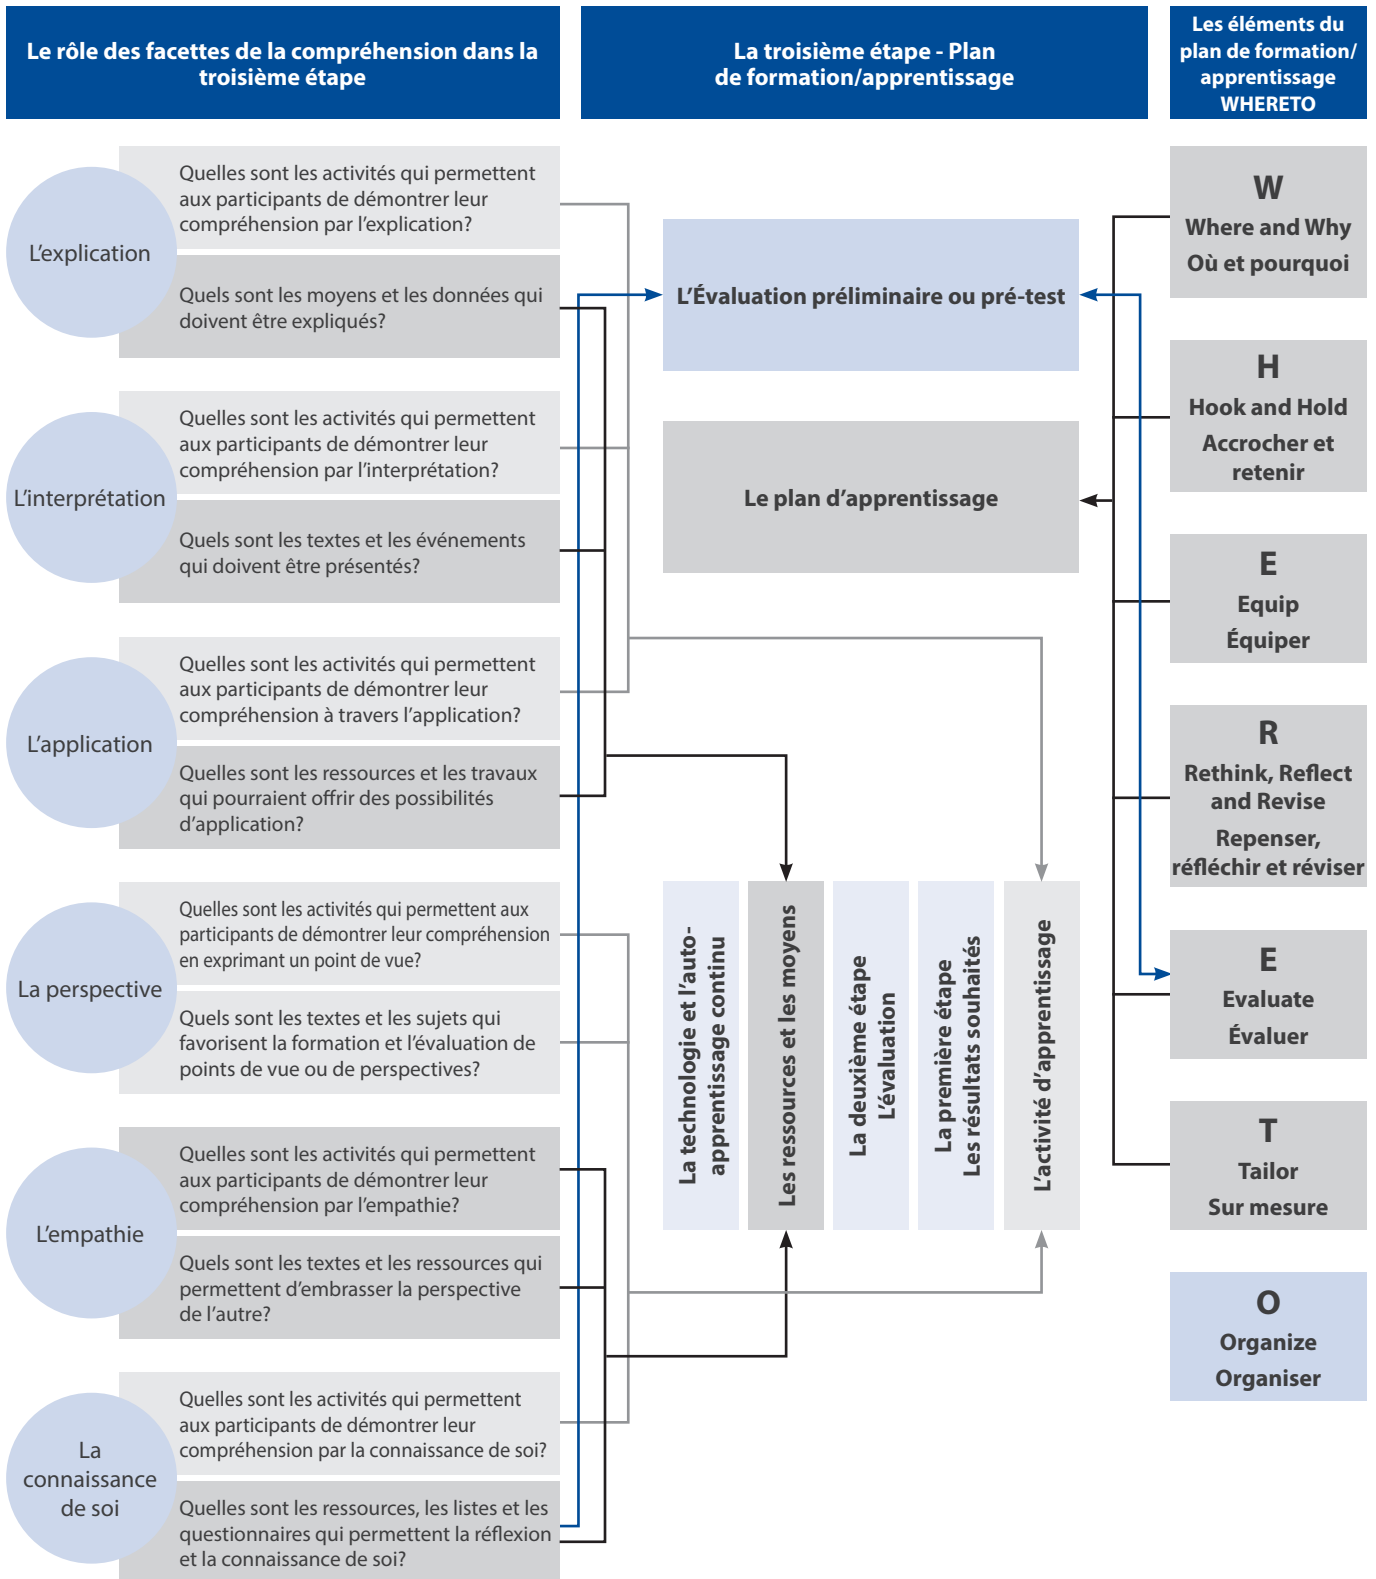 Le rôle des facettes de la compréhension dans la
troisième étape
La troisième étape - Plan
de formation/apprentissage
Les éléments du
plan de formation/
apprentissage
WHERETO
L'explication
Quelles sont les activités qui permettent
aux participants de démontrer leur
compréhension par l'explication?
Quels sont les moyens et les données qui
doivent être expliqués?
L'interprétation
Quelles sont les activités qui permettent
aux participants de démontrer leur
compréhension par l'interprétation?
Quels sont les textes et les événements
qui doivent être présentés?
L'application
Quelles sont les activités qui permettent
aux participants de démontrer leur
compréhension à travers l'application?
Quelles sont les ressources et les travaux
qui pourraient offrir des possibilités
d'application?
La perspective
Quelles sont les activités qui permettent aux
participants de démontrer leur compréhension
en exprimant un point de vue?
Quels sont les textes et les sujets qui
favorisent la formation et l'évaluation de
points de vue ou de perspectives?
L'empathie
Quelles sont les activités qui permettent
aux participants de démontrer leur
compréhension par l'empathie?
Quels sont les textes et les ressources qui
permettent d'embrasser la perspective
de l'autre?
La
connaissance
de soi
Quelles sont les activités qui permettent
aux participants de démontrer leur
compréhension par la connaissance de soi?
Quelles sont les ressources, les listes et les
questionnaires qui permettent la réflexion
et la connaissance de soi?
L'Évaluation préliminaire ou pré-test
Le plan d'apprentissage
La technologie et l'auto-
apprentissage continu
Les ressources et les moyens
La deuxième étape
L'évaluation
La première étape
Les résultats souhaités
L'activité d'apprentissage
W
Where and Why
Où et pourquoi
H
Hook and Hold
Accrocher et
retenir
E
Equip
Équiper
R
Rethink, Reflect
and Revise
Repenser,
réfléchir et réviser
E
Evaluate
Évaluer
T
Tailor
Sur mesure
O
Organize
Organiser